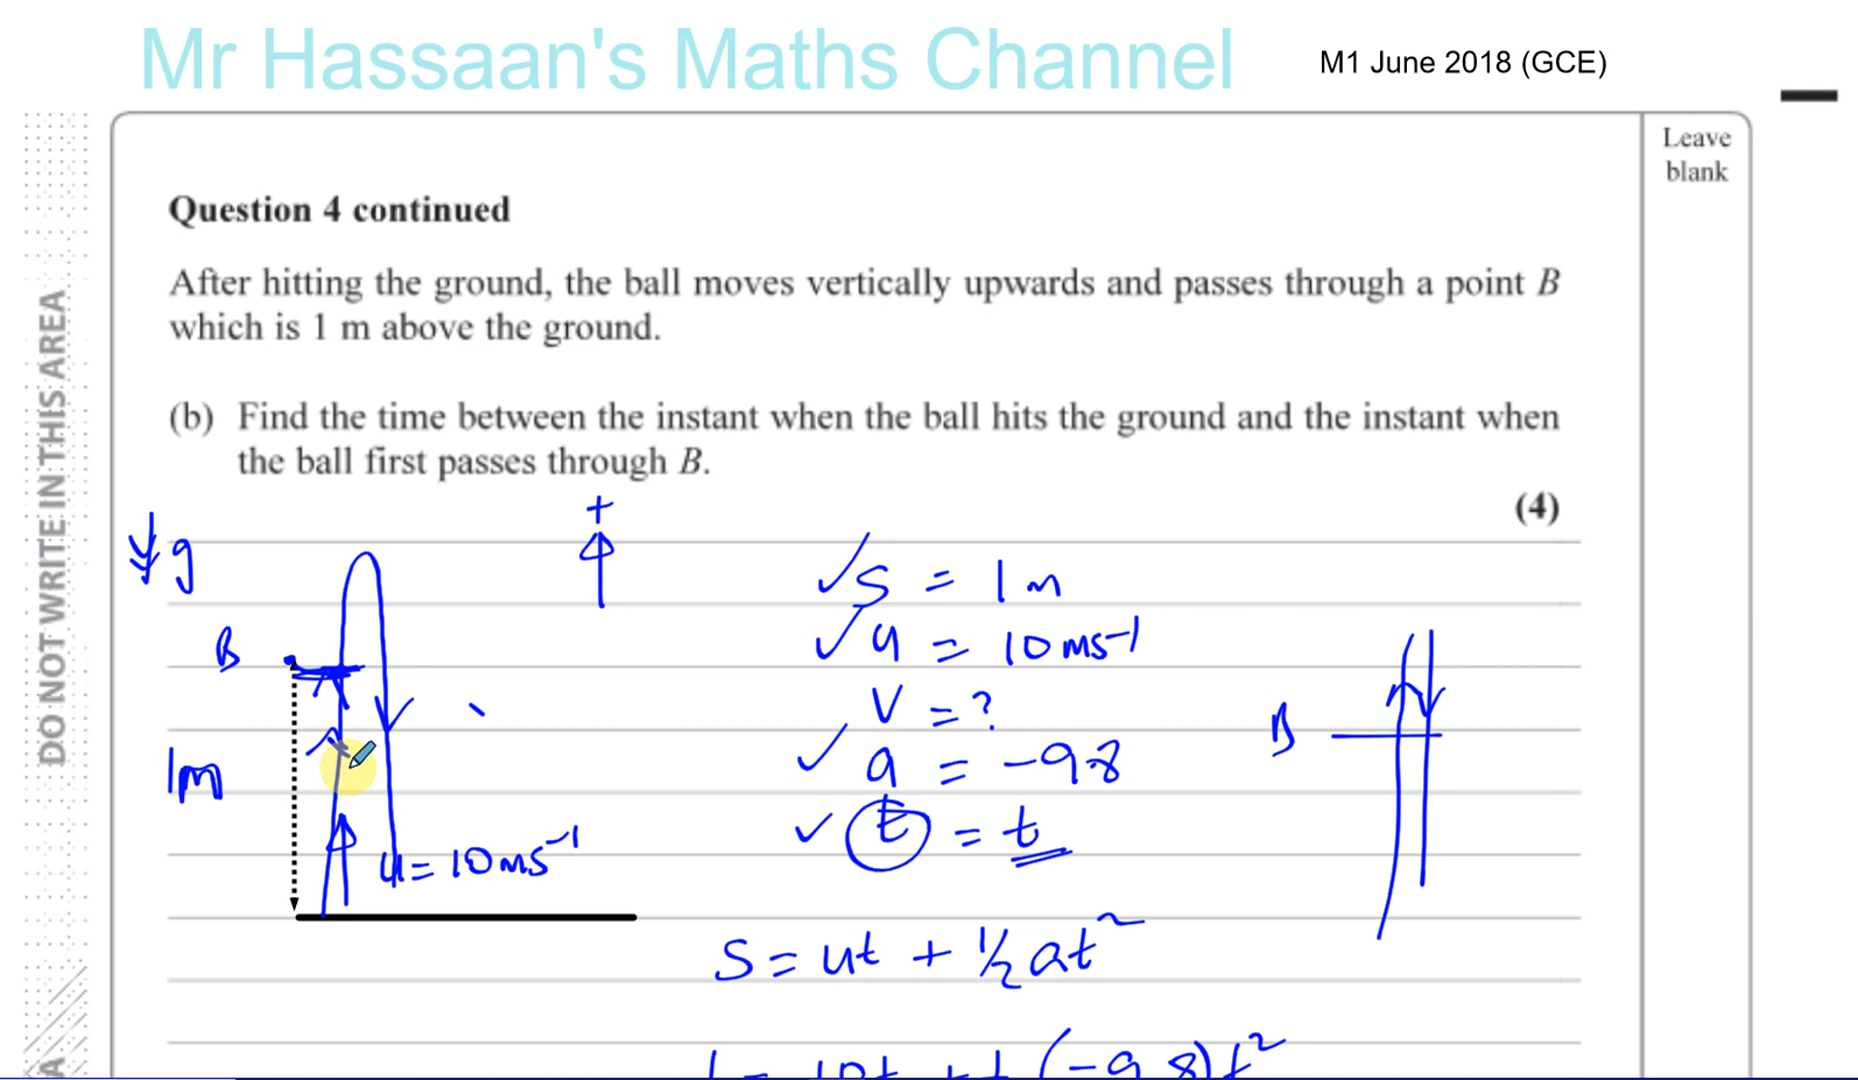 Mr Hassaan's Maths Channel
M1 June 2018 (GCE)
Leave
blank
DO NOT WRITE IN THIS AREA
Question 4 continued
After hitting the ground, the ball moves vertically upwards and passes through a point B
which is 1 m above the ground.
(b) Find the time between the instant when the ball hits the ground and the instant when
the ball first passes through B.
(4)
g
+
B
1m
u = 10ms⁻¹
✓ s = 1m
✓ u = 10ms⁻¹
v = ?
✓ a = -9.8
✓ t = t
B
s = ut + ½at²
(-9.8)t²